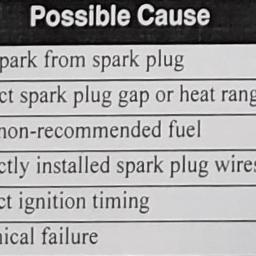 Possible Cause
park from spark plug
ct spark plug gap or heat rang
non-recommended fuel
ctly installed spark plug wires
ct ignition timing
nical failure